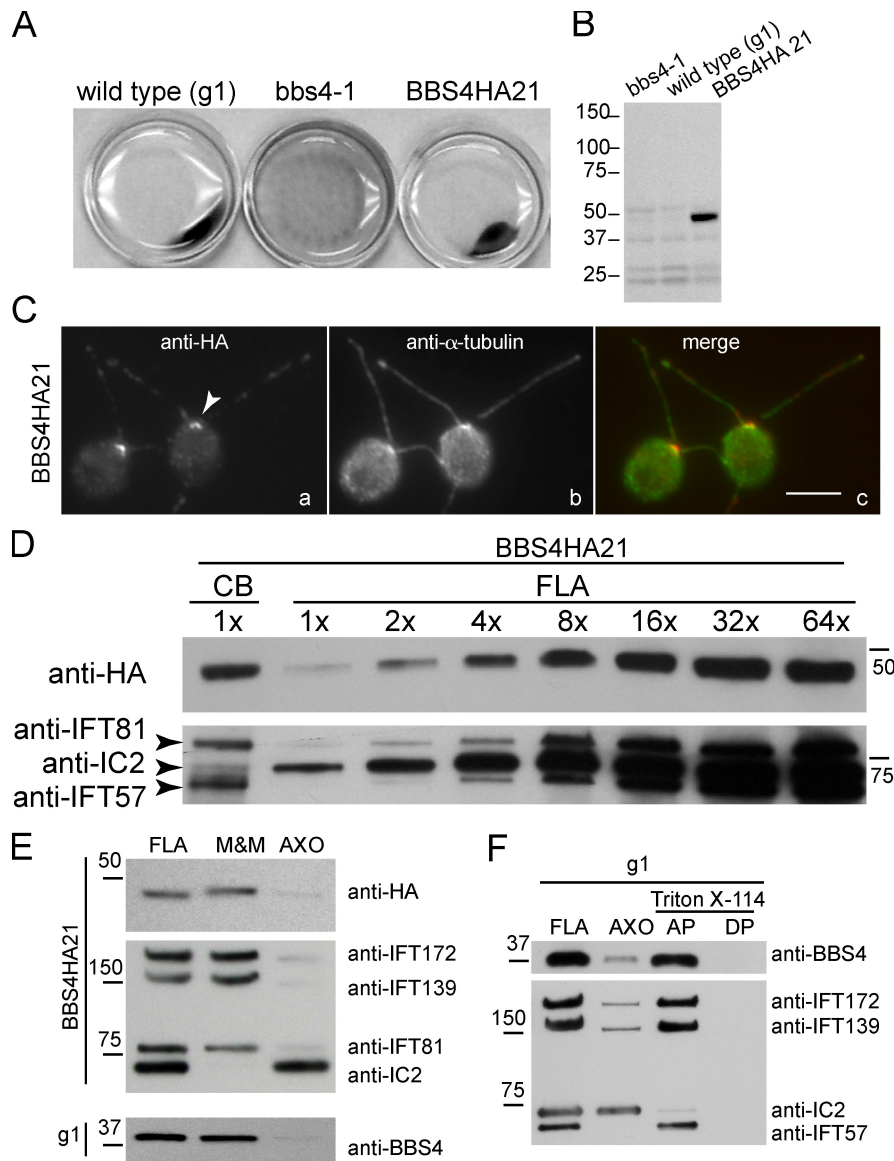 A
wild type (g1) bbs4-1 BBS4HA21
B
bbs4-1
wild type (g1)
BBS4HA 21
150
100
75
50
37
25
C
BBS4HA21
anti-HA
anti-α-tubulin
merge
a
b
c
D
BBS4HA21
CB FLA
1x 1x 2x 4x 8x 16x 32x 64x
anti-HA
50
anti-IFT81
anti-IC2
anti-IFT57
75
E
FLA M&M AXO
BBS4HA21
50
anti-HA
anti-IFT172
150
anti-IFT139
75
anti-IFT81
anti-IC2
g1
37
anti-BBS4
F
g1
Triton X-114
FLA AXO AP DP
37
anti-BBS4
anti-IFT172
150
anti-IFT139
75
anti-IC2
anti-IFT57